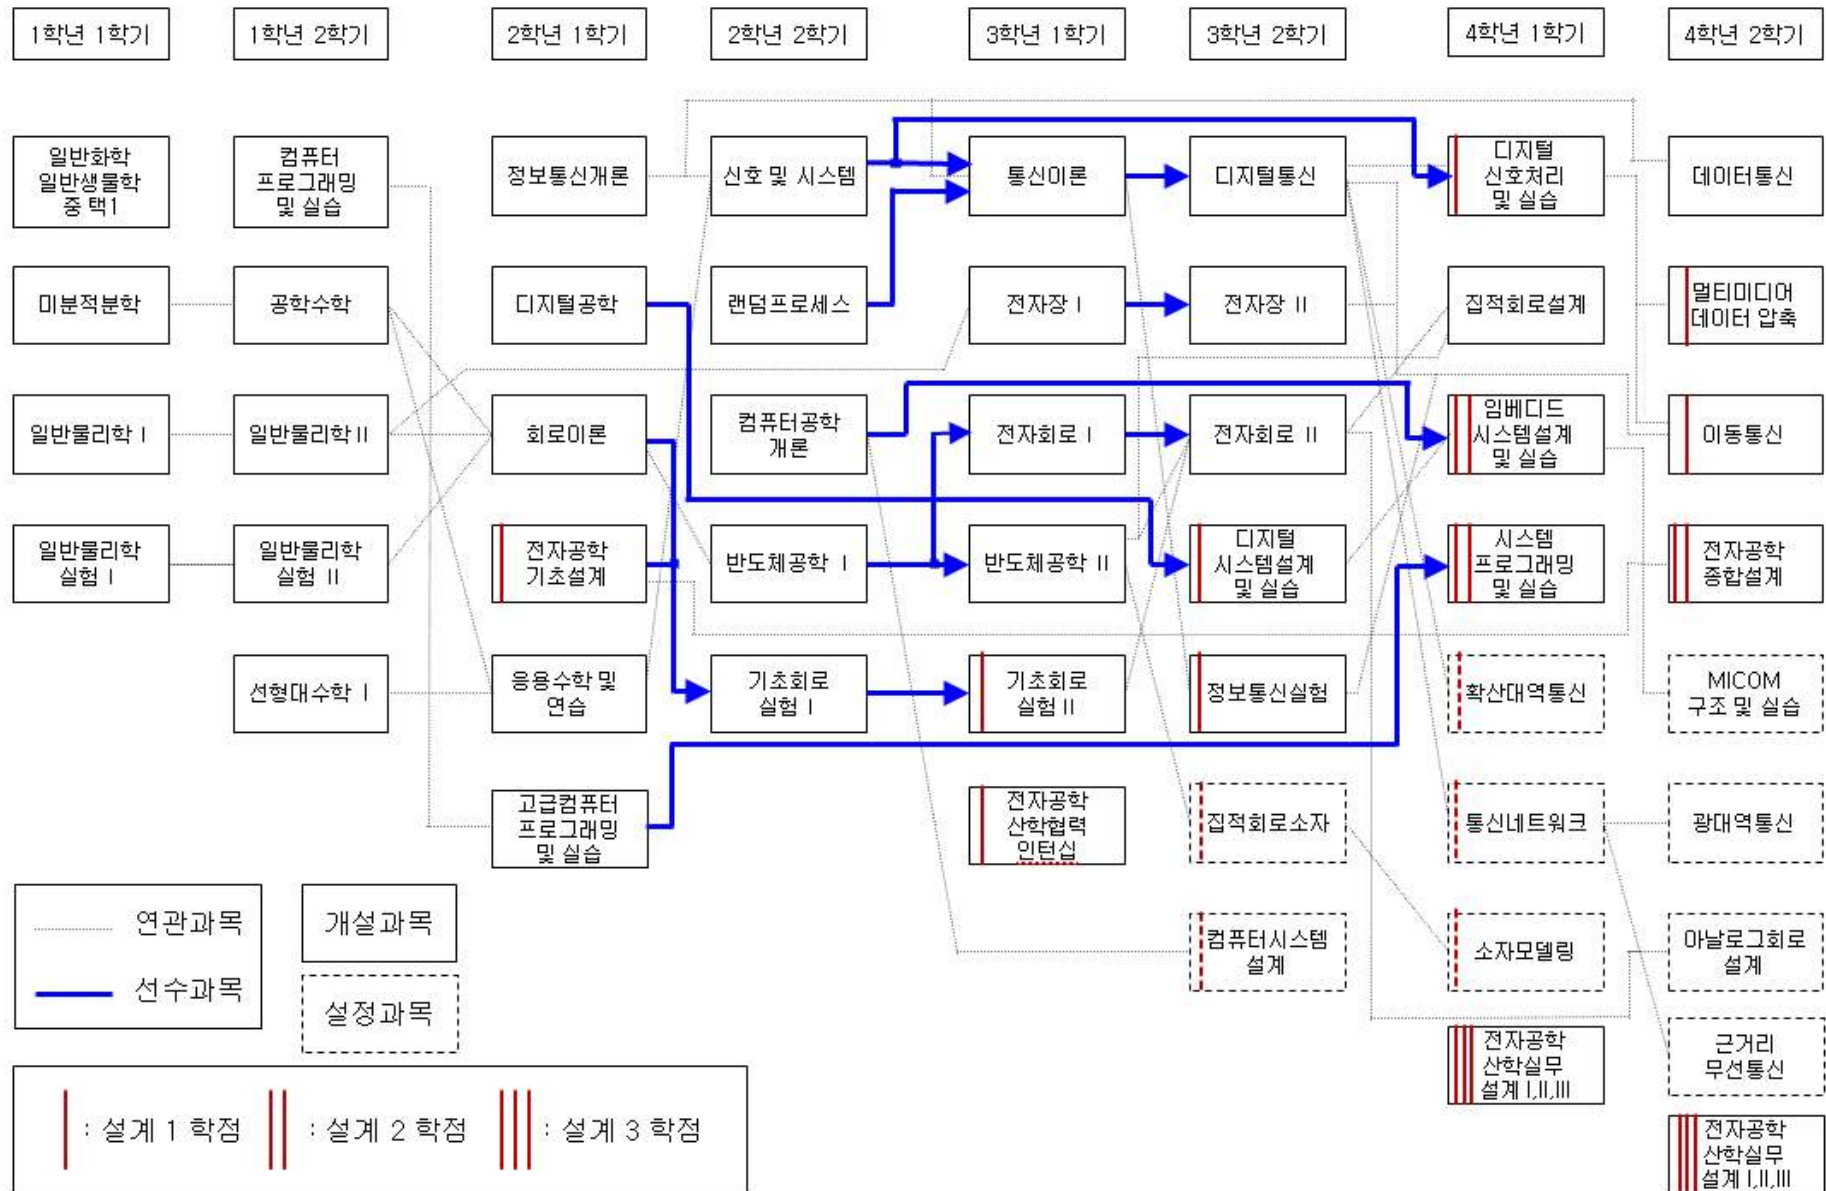 1학년 1학기
1학년 2학기
2학년 1학기
2학년 2학기
3학년 1학기
3학년 2학기
4학년 1학기
4학년 2학기
일반화학
일반생물학
중 택1
컴퓨터
프로그래밍
및 실습
정보통신개론
신호 및 시스템
통신이론
디지털통신
디지털
신호처리
및 실습
데이터통신
미분적분학
공학수학
디지털공학
랜덤프로세스
전자장 I
전자장 II
집적회로설계
멀티미디어
데이터 압축
일반물리학 I
일반물리학 II
회로이론
컴퓨터공학
개론
전자회로 I
전자회로 II
임베디드
시스템설계
및 실습
이동통신
일반물리학
실험 I
일반물리학
실험 II
전자공학
기초설계
반도체공학 I
반도체공학 II
디지털
시스템설계
및 실습
시스템
프로그래밍
및 실습
전자공학
종합설계
선형대수학 I
응용수학 및
연습
기초회로
실험 I
기초회로
실험 II
정보통신실험
확산대역통신
MICOM
구조 및 실습
고급컴퓨터
프로그래밍
및 실습
전자공학
산학협력
인턴십
집적회로소자
통신네트워크
광대역통신
컴퓨터시스템
설계
소자모델링
아날로그회로
설계
전자공학
산학실무
설계 I,II,III
근거리
무선통신
전자공학
산학실무
설계 I,II,III
연관과목
선수과목
개설과목
설정과목
: 설계 1 학점
: 설계 2 학점
: 설계 3 학점